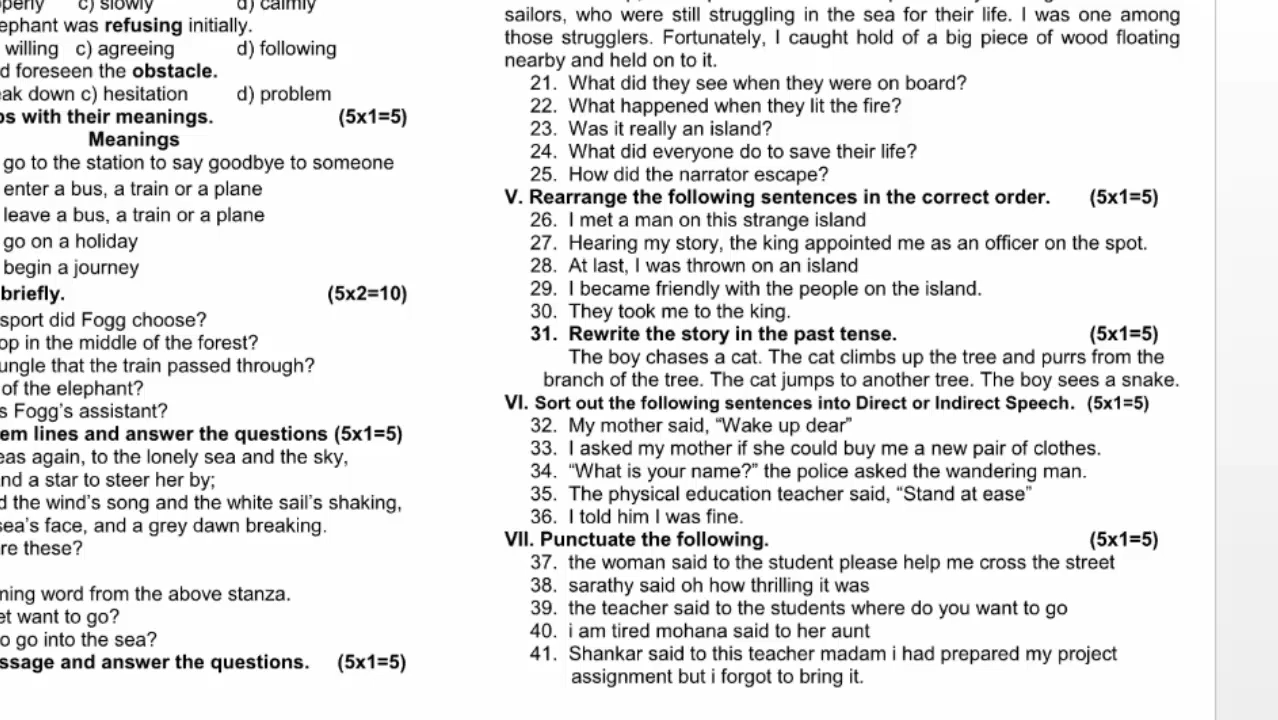 c) slowly d) calmly
ephant was refusing initially.
willing c) agreeing d) following
d foreseen the obstacle.
eak down c) hesitation d) problem
ps with their meanings. (5x1=5)
Meanings
go to the station to say goodbye to someone
enter a bus, a train or a plane
leave a bus, a train or a plane
go on a holiday
begin a journey
briefly. (5x2=10)
sport did Fogg choose?
op in the middle of the forest?
ungle that the train passed through?
of the elephant?
s Fogg's assistant?
em lines and answer the questions (5x1=5)
eas again, to the lonely sea and the sky,
nd a star to steer her by;
d the wind's song and the white sail's shaking,
sea's face, and a grey dawn breaking.
re these?
ning word from the above stanza.
et want to go?
o go into the sea?
ssage and answer the questions. (5x1=5)
sailors, who were still struggling in the sea for their life. I was one among
those strugglers. Fortunately, I caught hold of a big piece of wood floating
nearby and held on to it.
21. What did they see when they were on board?
22. What happened when they lit the fire?
23. Was it really an island?
24. What did everyone do to save their life?
25. How did the narrator escape?
V. Rearrange the following sentences in the correct order. (5x1=5)
26. I met a man on this strange island
27. Hearing my story, the king appointed me as an officer on the spot.
28. At last, I was thrown on an island
29. I became friendly with the people on the island.
30. They took me to the king.
31. Rewrite the story in the past tense. (5x1=5)
The boy chases a cat. The cat climbs up the tree and purrs from the
branch of the tree. The cat jumps to another tree. The boy sees a snake.
VI. Sort out the following sentences into Direct or Indirect Speech. (5x1=5)
32. My mother said, “Wake up dear”
33. I asked my mother if she could buy me a new pair of clothes.
34. “What is your name?” the police asked the wandering man.
35. The physical education teacher said, “Stand at ease”
36. I told him I was fine.
VII. Punctuate the following. (5x1=5)
37. the woman said to the student please help me cross the street
38. sarathy said oh how thrilling it was
39. the teacher said to the students where do you want to go
40. i am tired mohana said to her aunt
41. Shankar said to this teacher madam i had prepared my project
assignment but i forgot to bring it.